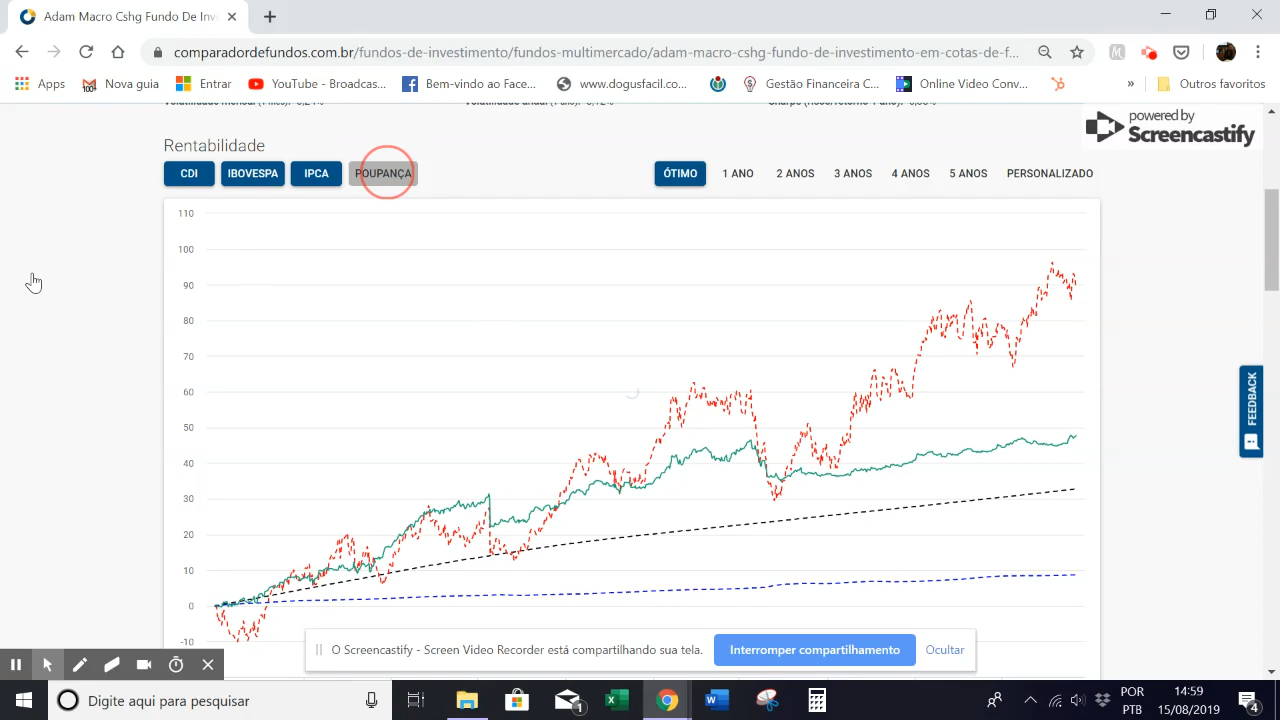 Adam Macro Cshg Fundo De Inv
comparadordefundos.com.br/fundos-de-investimento/fundos-multimercado/adam-macro-cshg-fundo-de-investimento-em-cotas-de-f...
Apps
Nova guia
Entrar
YouTube - Broadcas...
Bem-vindo ao Face...
www.dogusfacil.co...
Gestão Financeira C...
Online Video Conv...
»
Outros favoritos
powered by
Screencastify
Rentabilidade
CDI IBOVESPA IPCA POUPANÇA ÓTIMO 1 ANO 2 ANOS 3 ANOS 4 ANOS 5 ANOS PERSONALIZADO
110
100
90
80
70
60
50
40
30
20
10
0
-10
FEEDBACK
O Screencastify - Screen Video Recorder está compartilhando sua tela. Interromper compartilhamento Ocultar
Digite aqui para pesquisar
1
POR
PTB
14:59
15/08/2019
4